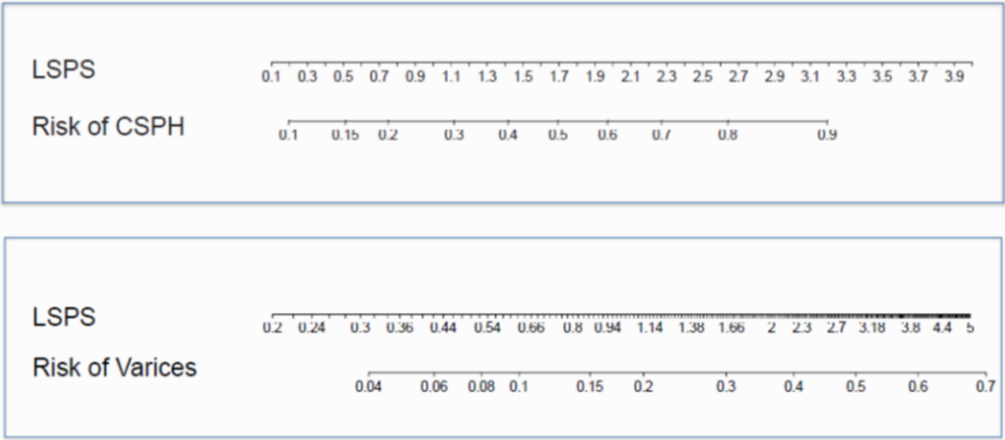 LSPS 0.1 0.3 0.5 0.7 0.9 1.1 1.3 1.5 1.7 1.9 2.1 2.3 2.5 2.7 2.9 3.1 3.3 3.5 3.7 3.9
Risk of CSPH 0.1 0.15 0.2 0.3 0.4 0.5 0.6 0.7 0.8 0.9
LSPS 0.2 0.24 0.3 0.36 0.44 0.54 0.66 0.8 0.94 1.14 1.38 1.66 2 2.3 2.7 3.18 3.8 4.4 5
Risk of Varices 0.04 0.06 0.08 0.1 0.15 0.2 0.3 0.4 0.5 0.6 0.7